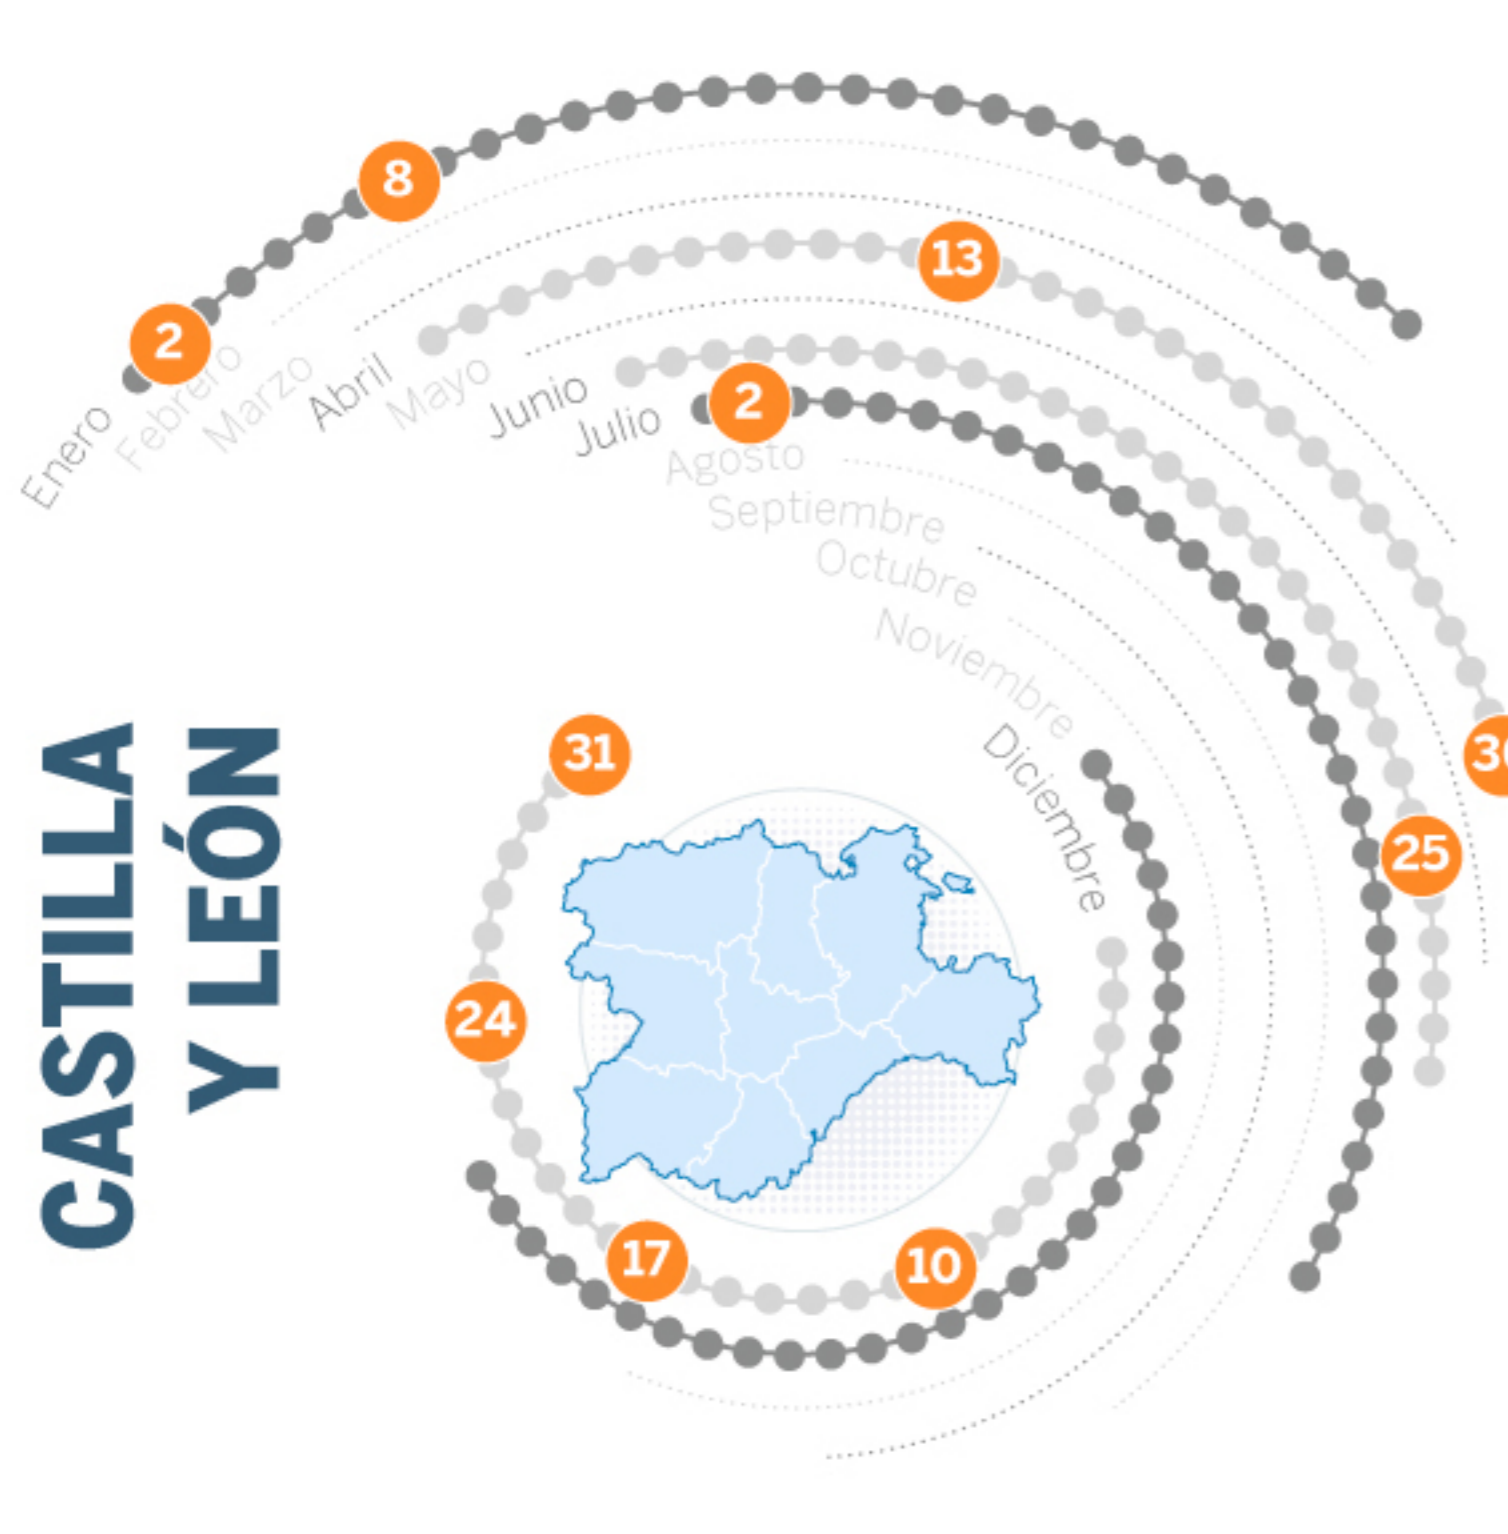 8
13
2
Enero
Febrero
Marzo
Abril
Mayo
Junio
Julio
2
Agosto
Septiembre
Octubre
Noviembre
Diciembre
CASTILLA
Y LEÓN
31
25
24
17
10